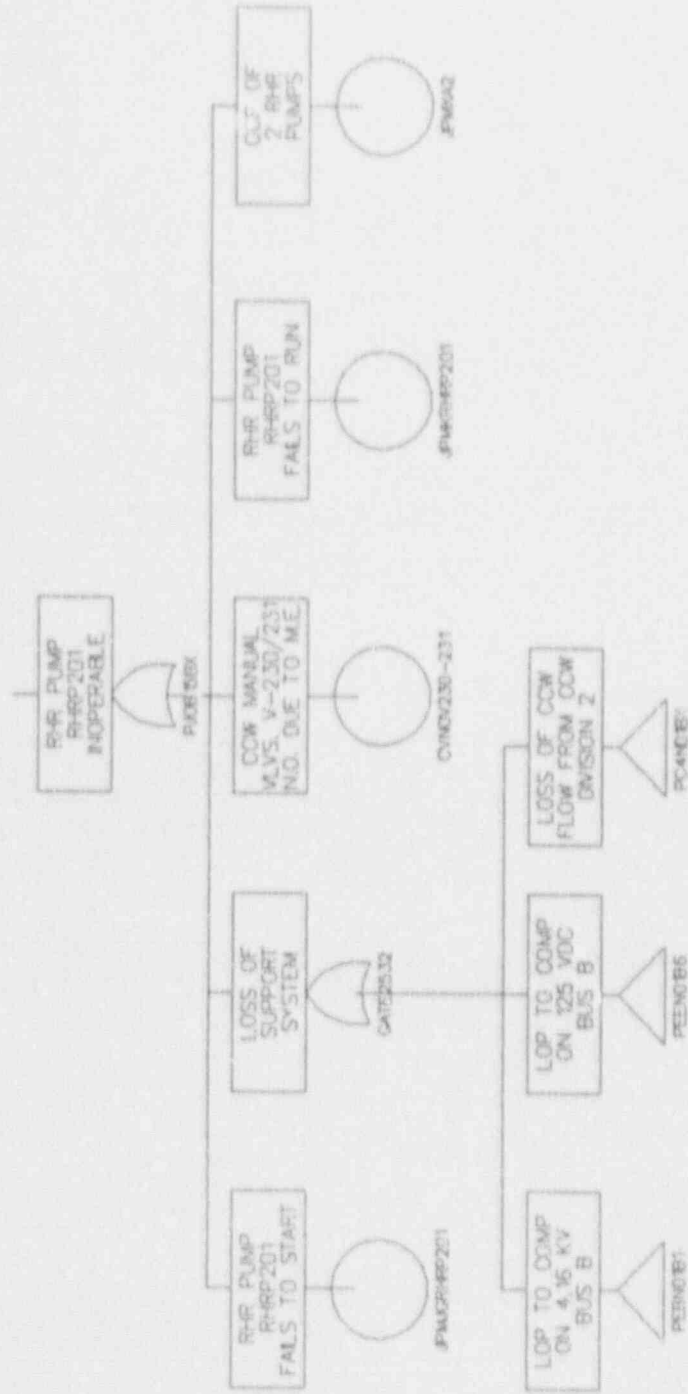 RHR PUMP
RHRP201
INOPERABLE
RHR PUMP
RHRP201
FAILS TO START
LOSS OF
SUPPORT
SYSTEM
GATE2532
CCW MANUAL
VLVS. V-230/231
N.O. DUE TO M.E.
CVNOV230-231
RHR PUMP
RHRP201
FAILS TO RUN
CCF OF
2 RHR
PUMPS
LOP TO COMP
ON 4.16 KV
BUS B
LOP TO COMP
ON 125 VDC
BUS B
LOSS OF CCW
FLOW FROM CCW
DIVISION 2